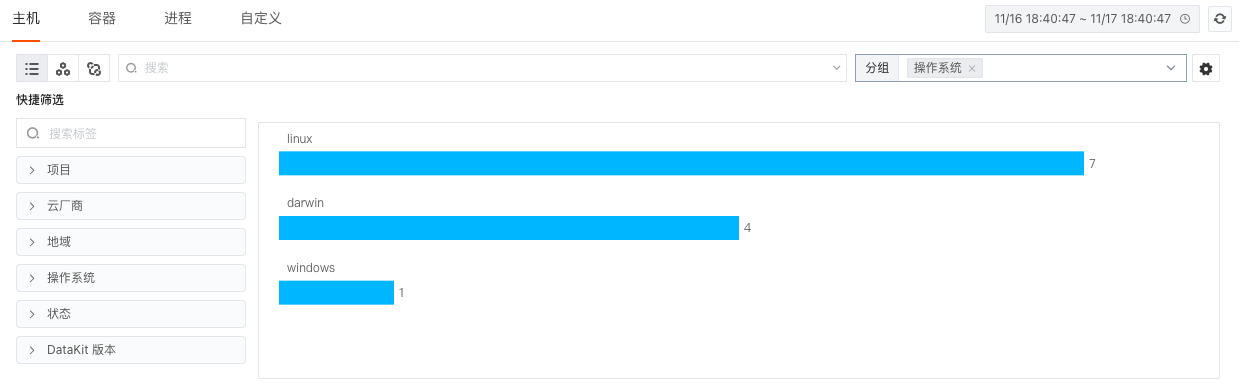 主机 容器 进程 自定义 11/16 18:40:47 ~ 11/17 18:40:47
搜索 分组 操作系统
快捷筛选
搜索标签
项目
云厂商
地域
操作系统
状态
DataKit 版本
linux
7
darwin
4
windows
1